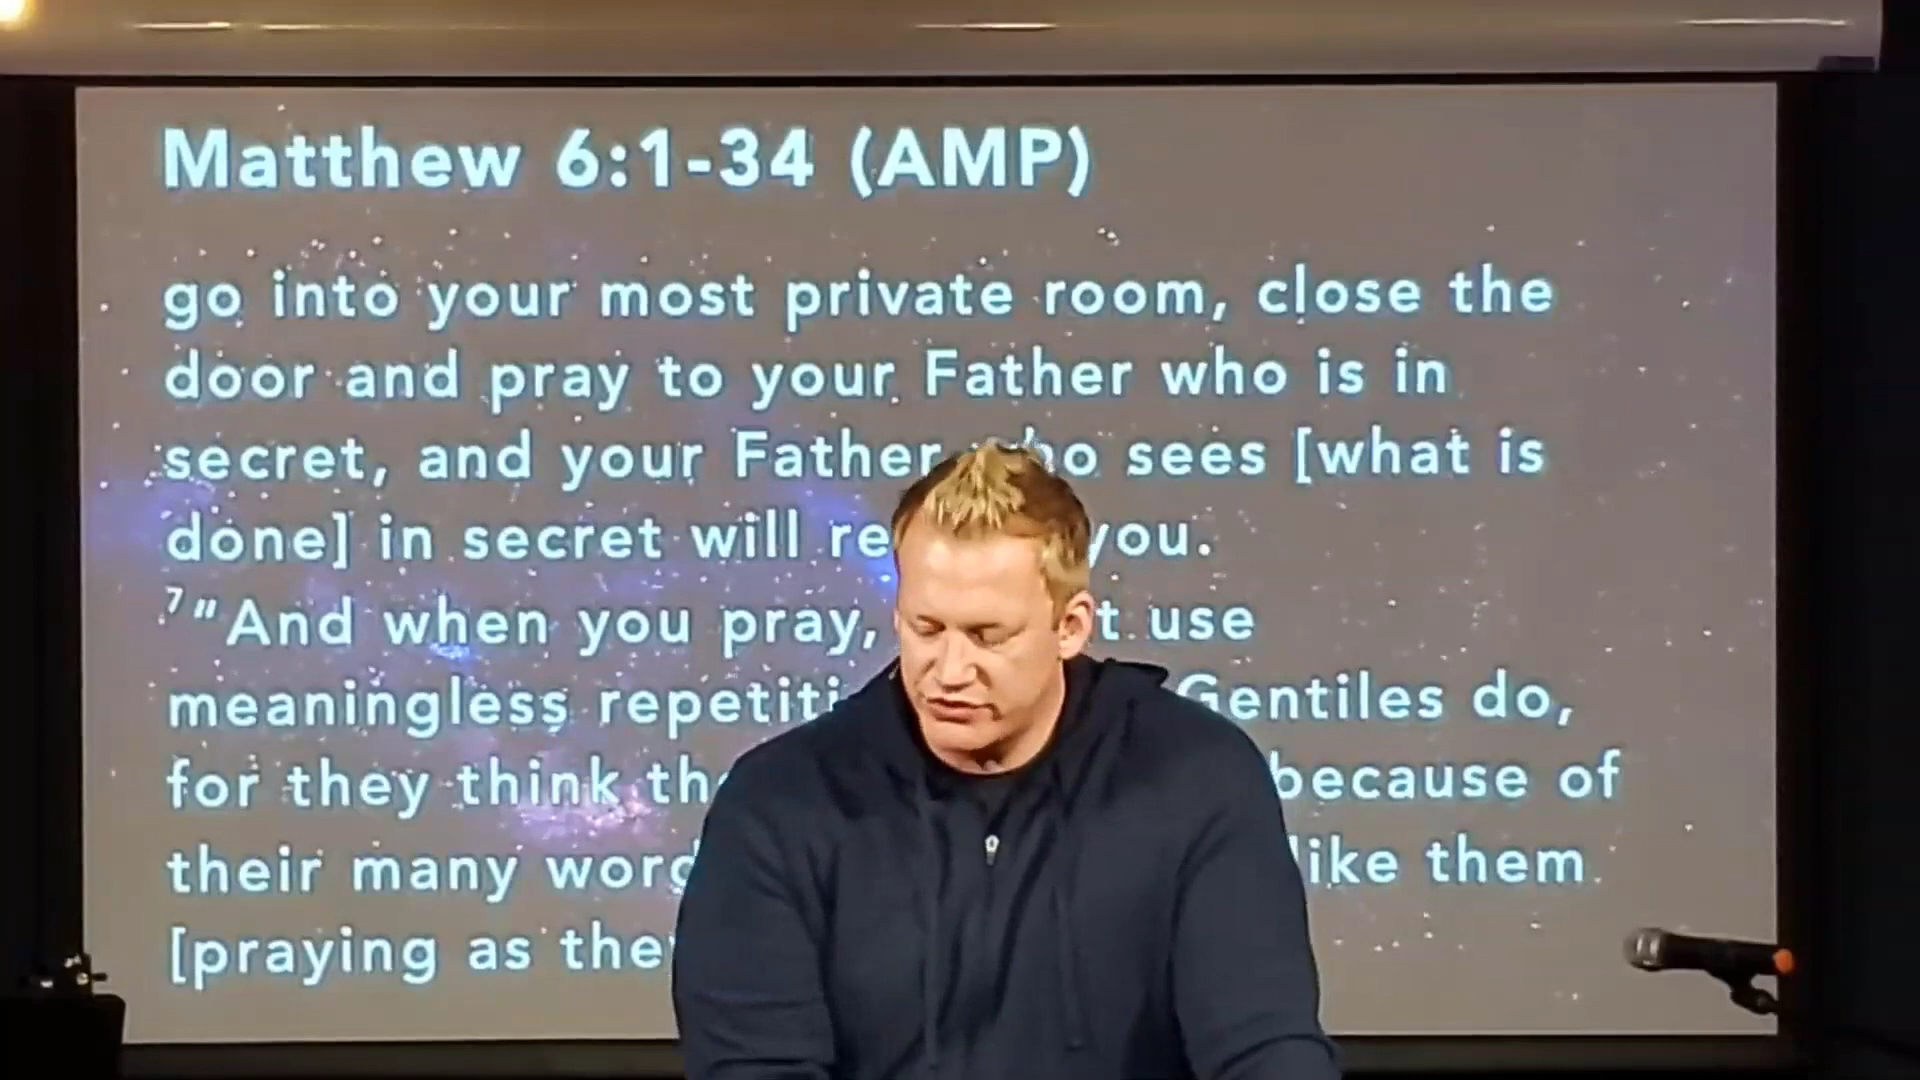 Matthew 6:1-34 (AMP)
go into your most private room, close the
door and pray to your Father who is in
secret, and your Father who sees [what is
done] in secret will you.
7 "And when you pray, use
meaningless Gentiles do,
for they think because of
their many like them
[praying as